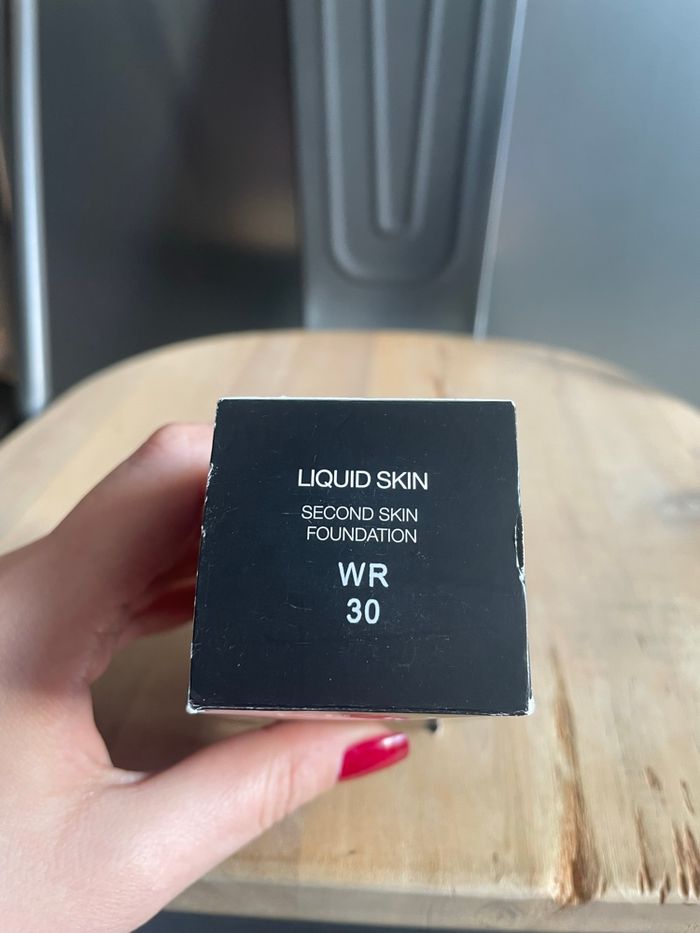 LIQUID SKIN
SECOND SKIN
FOUNDATION
WR
30